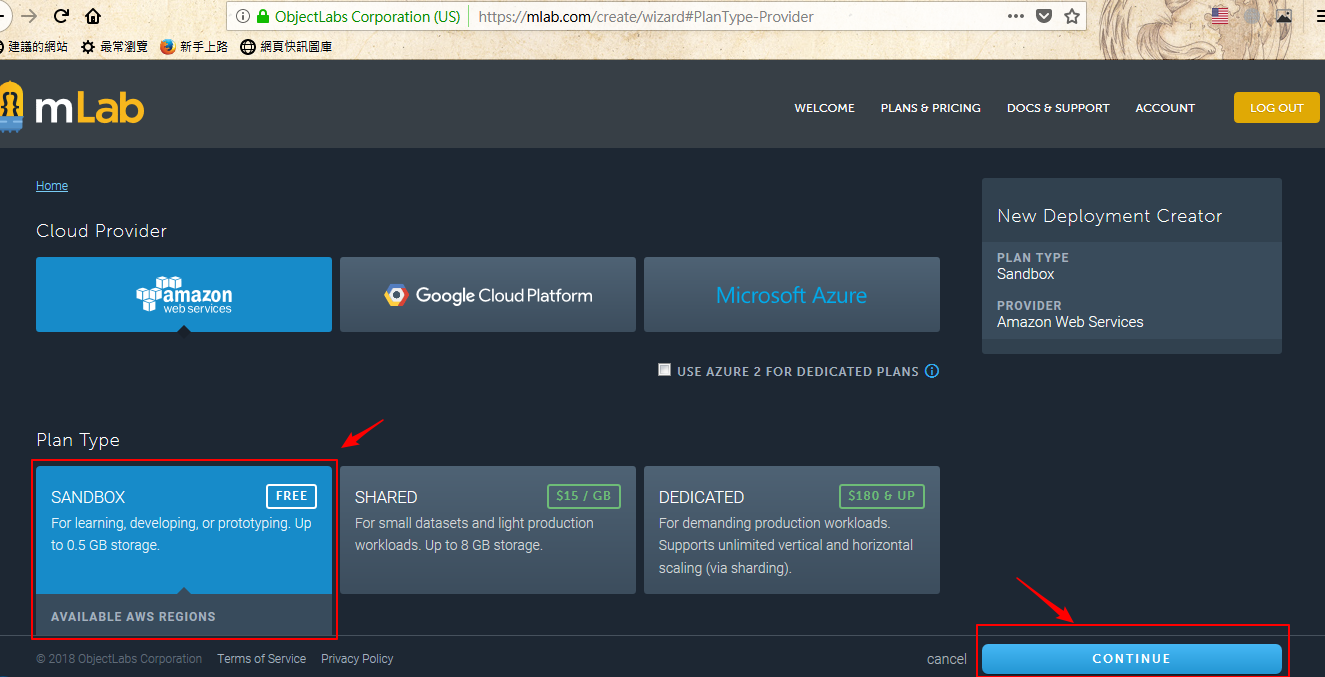 ObjectLabs Corporation (US)
https://mlab.com/create/wizard#PlanType-Provider
建議的網站
最常瀏覽
新手上路
網頁快訊圖庫
mLab
WELCOME
PLANS & PRICING
DOCS & SUPPORT
ACCOUNT
LOG OUT
Home
Cloud Provider
amazon
web services
Google Cloud Platform
Microsoft Azure
USE AZURE 2 FOR DEDICATED PLANS
New Deployment Creator
PLAN TYPE
Sandbox
PROVIDER
Amazon Web Services
Plan Type
SANDBOX
FREE
For learning, developing, or prototyping. Up
to 0.5 GB storage.
AVAILABLE AWS REGIONS
SHARED
$15 / GB
For small datasets and light production
workloads. Up to 8 GB storage.
DEDICATED
$180 & UP
For demanding production workloads.
Supports unlimited vertical and horizontal
scaling (via sharding).
© 2018 ObjectLabs Corporation
Terms of Service
Privacy Policy
cancel
CONTINUE